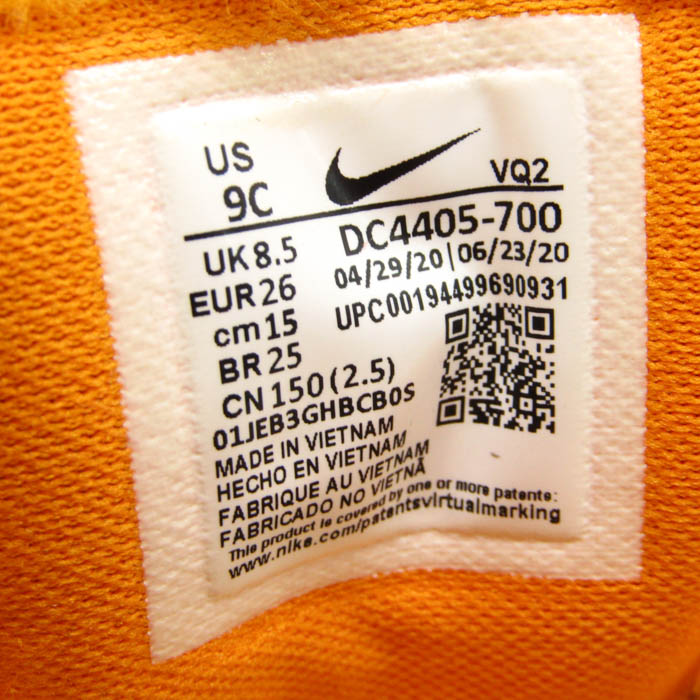 US
9C
VQ2
UK 8.5
DC4405-700
EUR 26
04/29/20 | 06/23/20
cm 15
UPC00194499690931
BR 25
CN 150 (2.5)
01JEB3GHBCB0S
MADE IN VIETNAM
HECHO EN VIETNAM
FABRIQUE AU VIETNAM
FABRICADO NO VIETNÃ
This product is covered by one or more patents:
www.nike.com/patentsvirtualmarking